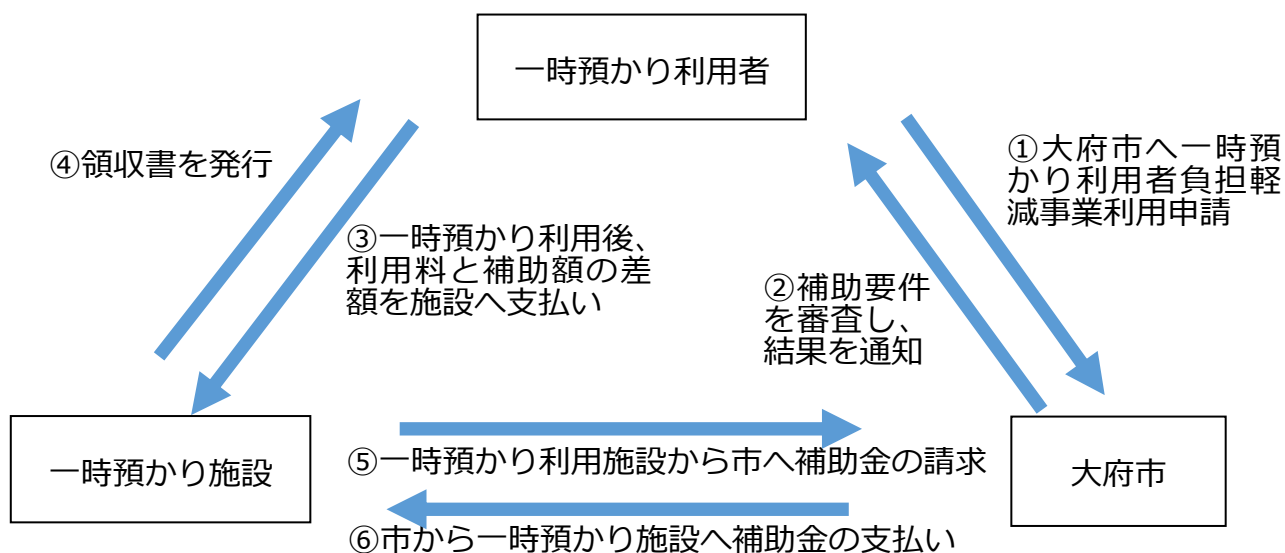 一時預かり利用者
④領収書を発行
①大府市へ一時預
かり利用者負担軽
減事業利用申請
③一時預かり利用後、
利用料と補助額の差
額を施設へ支払い
②補助要件
を審査し、
結果を通知
一時預かり施設
⑤一時預かり利用施設から市へ補助金の請求
大府市
⑥市から一時預かり施設へ補助金の支払い